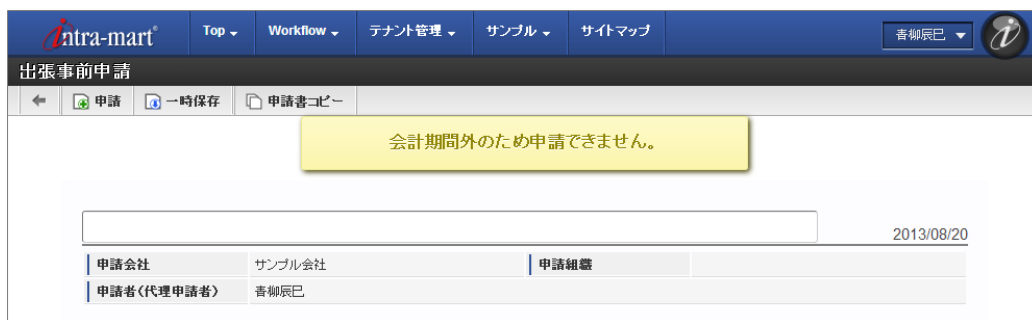 intra-mart® Top Workflow テナント管理 サンプル サイトマップ 青柳辰巳
出張事前申請
申請 一時保存 申請書コピー
会計期間外のため申請できません。
2013/08/20
申請会社 サンプル会社 申請組織
申請者(代理申請者) 青柳辰巳